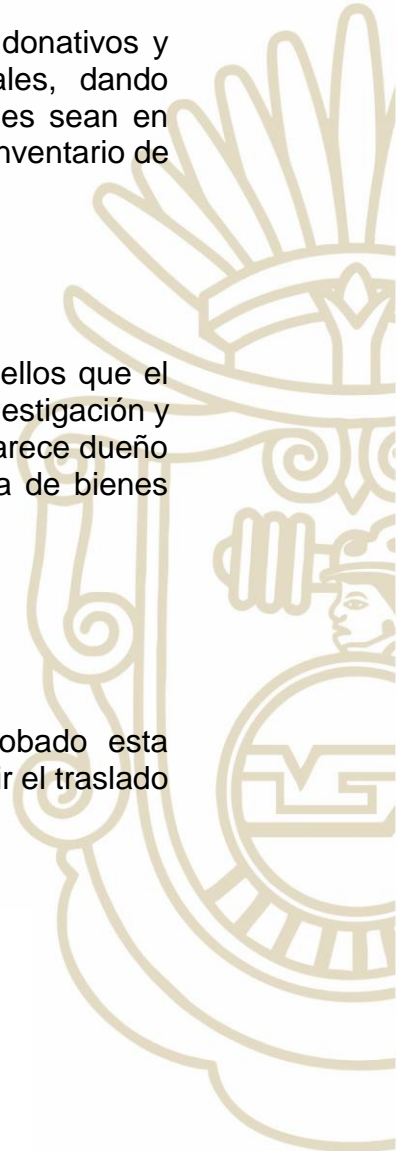 donativos y
ales, dando
es sean en
nventario de
ellos que el
estigación y
arece dueño
a de bienes
obado esta
ir el traslado